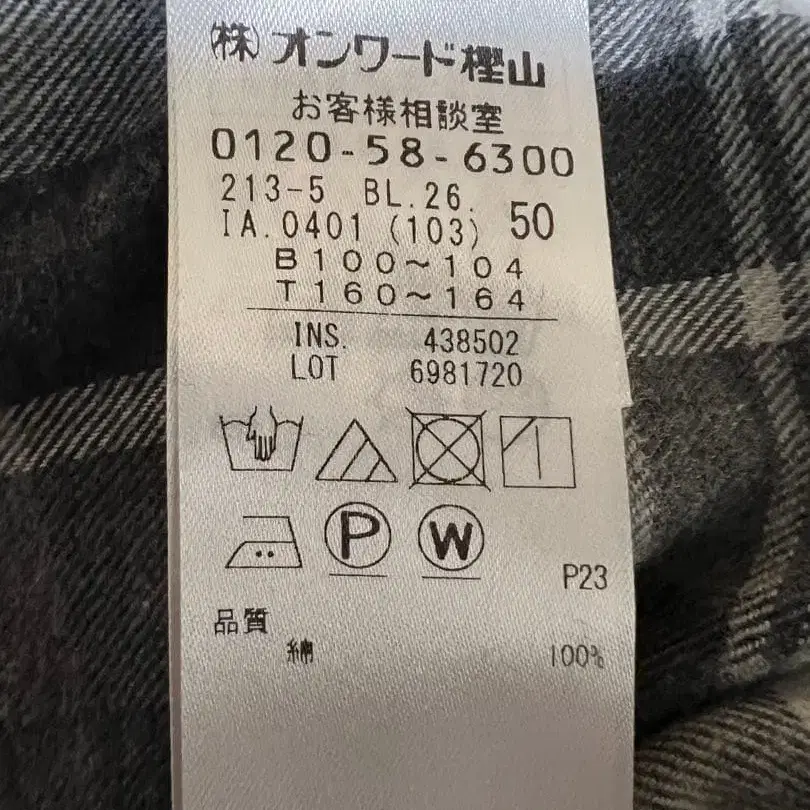 ㈱オンワード樫山
お客様相談室
0120-58-6300
213-5 BL.26. 50
IA.0401 (103)
B100~104
T160~164
INS. 438502
LOT 6981720
P W
P23
品質
綿 100%